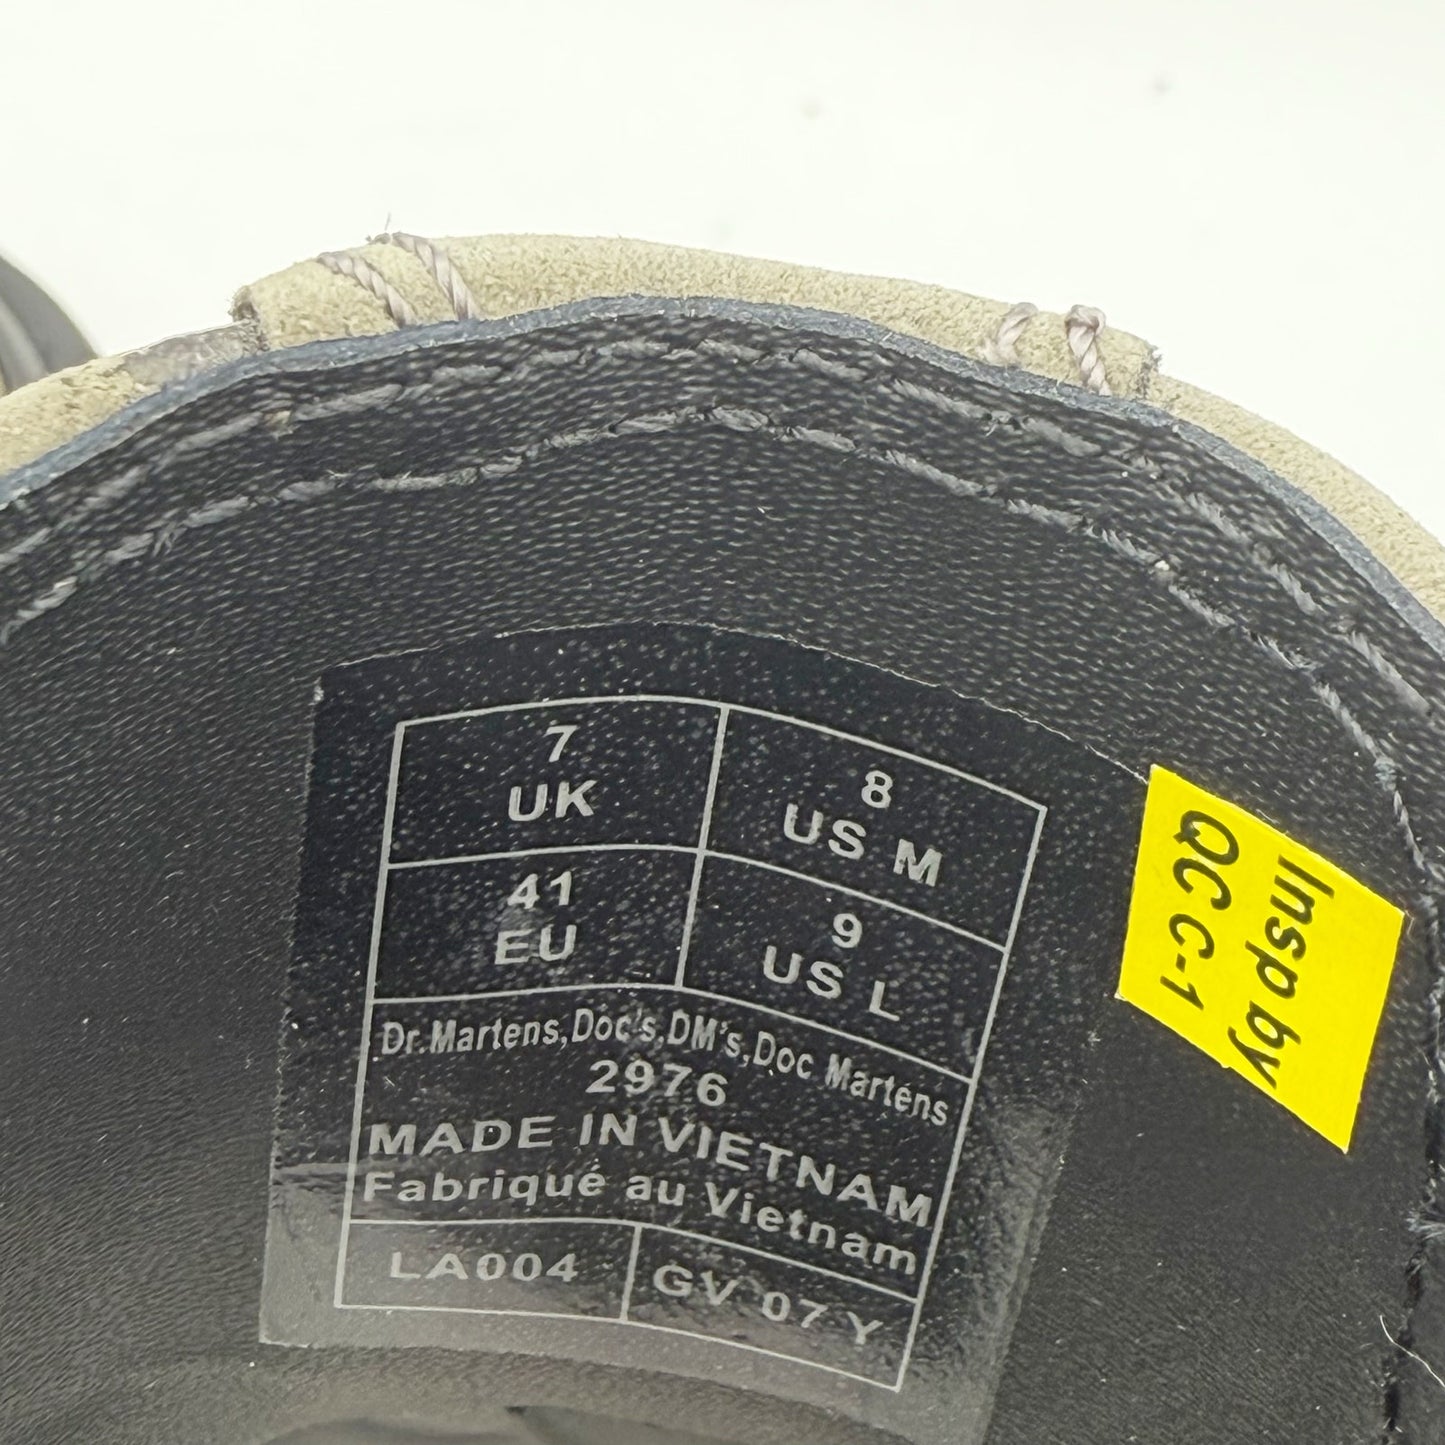 7
UK
8
US M
41
EU
9
US L
Dr.Martens,Doc's,DM's,Doc Martens
2976
MADE IN VIETNAM
Fabriqué au Vietnam
LA004
GV 07 Y
Insp by
QC C-1